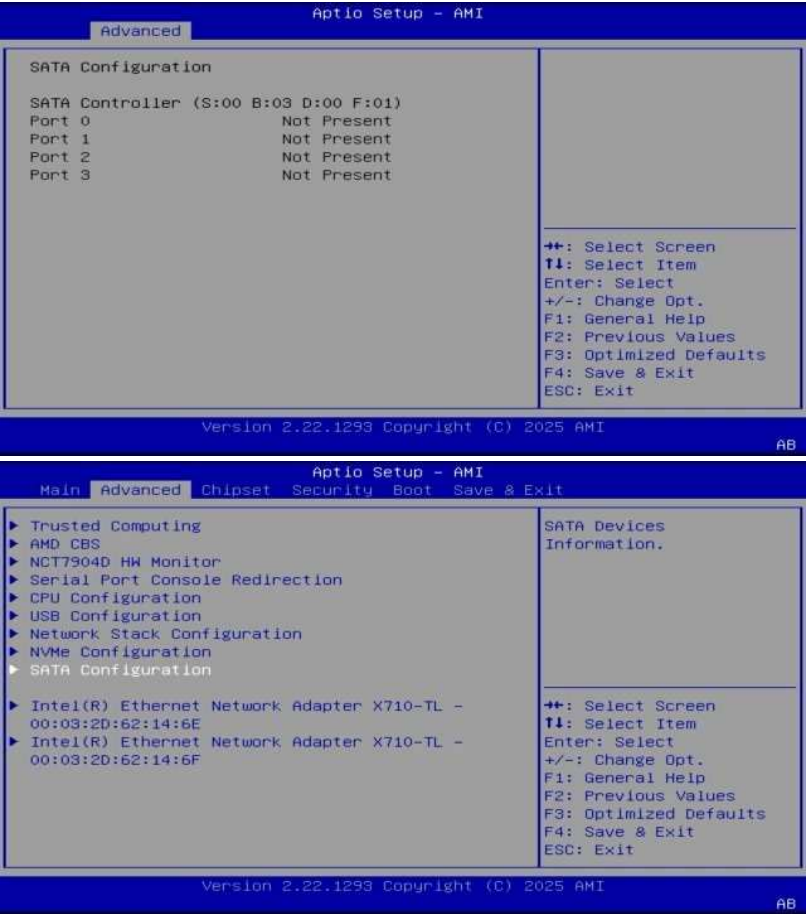 Aptio Setup – AMI
Advanced
SATA Configuration
SATA Controller (S:00 B:03 D:00 F:01)
Port 0 Not Present
Port 1 Not Present
Port 2 Not Present
Port 3 Not Present
→←: Select Screen
↑↓: Select Item
Enter: Select
+/-: Change Opt.
F1: General Help
F2: Previous Values
F3: Optimized Defaults
F4: Save & Exit
ESC: Exit
Version 2.22.1293 Copyright (C) 2025 AMI
AB
Aptio Setup – AMI
Main Advanced Chipset Security Boot Save & Exit
Trusted Computing
AMD CBS
NCT7904D HW Monitor
Serial Port Console Redirection
CPU Configuration
USB Configuration
Network Stack Configuration
NVMe Configuration
SATA Configuration
Intel(R) Ethernet Network Adapter X710-TL –
00:03:2D:62:14:6E
Intel(R) Ethernet Network Adapter X710-TL –
00:03:2D:62:14:6F
SATA Devices
Information.
→←: Select Screen
↑↓: Select Item
Enter: Select
+/-: Change Opt.
F1: General Help
F2: Previous Values
F3: Optimized Defaults
F4: Save & Exit
ESC: Exit
Version 2.22.1293 Copyright (C) 2025 AMI
AB